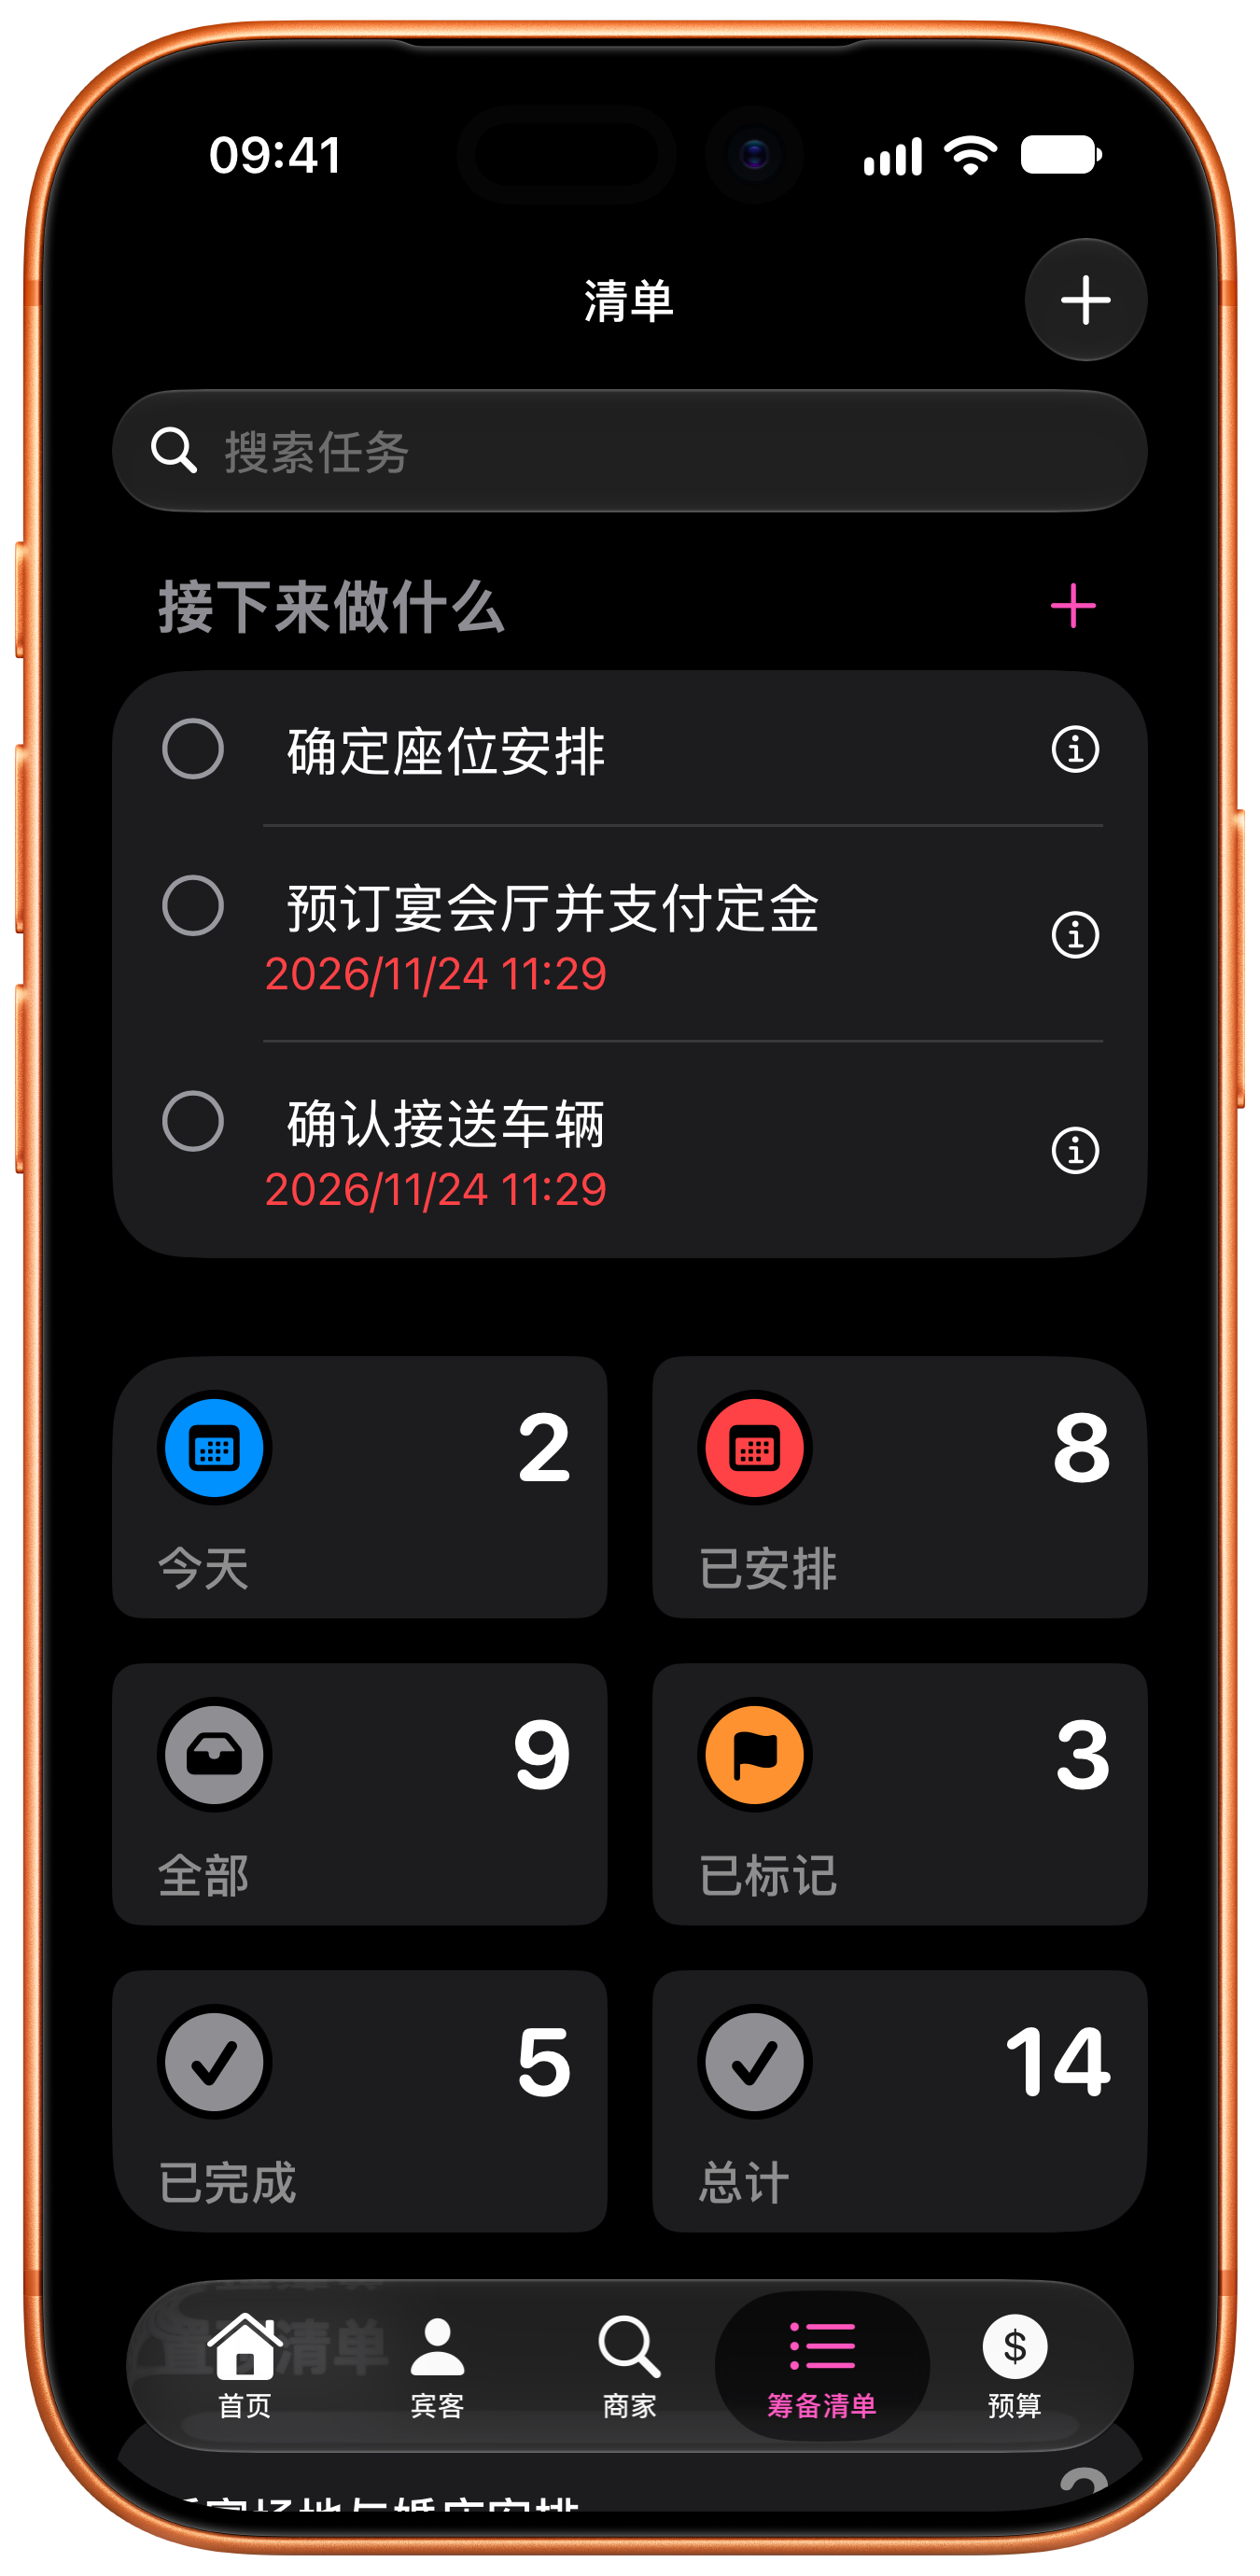 09:41
清单
搜索任务
接下来做什么
确定座位安排
预订宴会厅并支付定金
2026/11/24 11:29
确认接送车辆
2026/11/24 11:29
2
今天
8
已安排
9
全部
3
已标记
5
已完成
14
总计
清单
首页
宾客
商家
筹备清单
预算